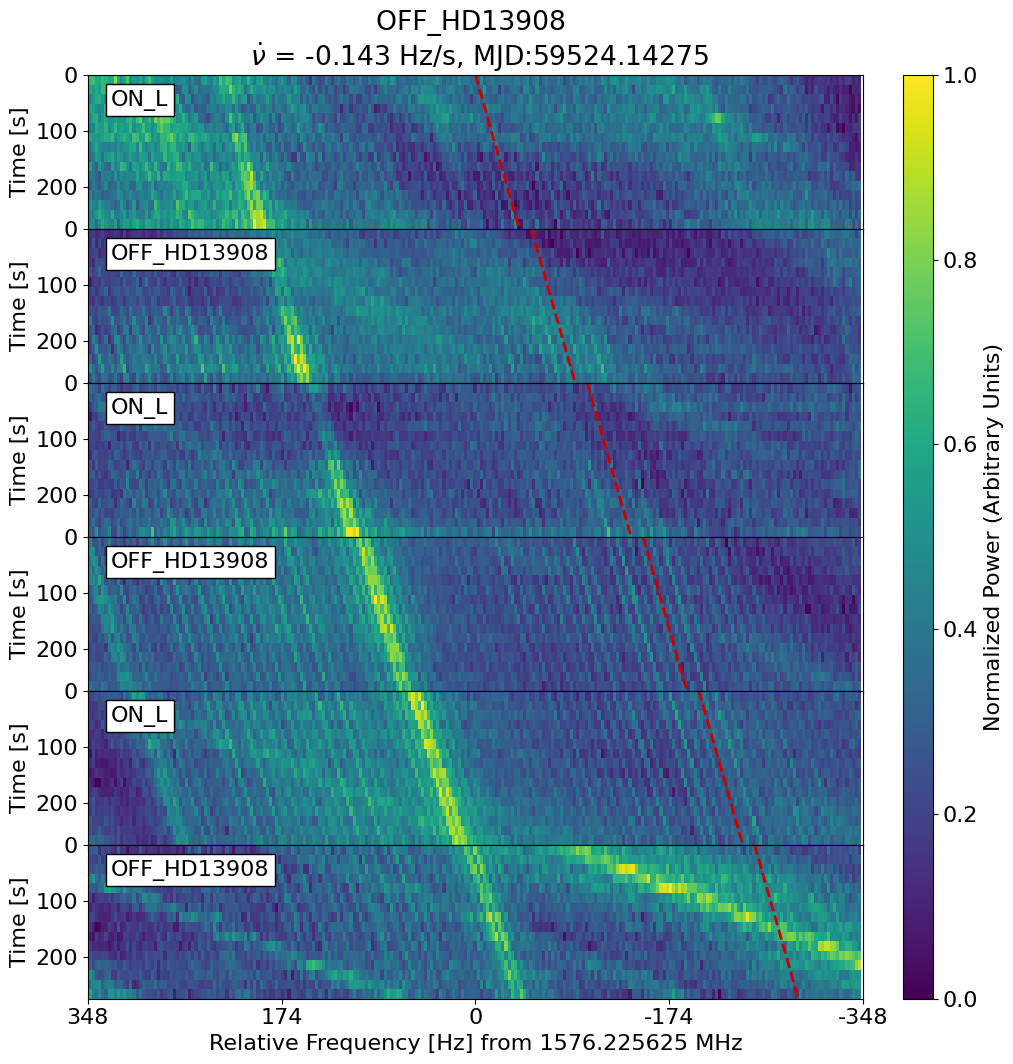 OFF_HD13908
ν̇ = -0.143 Hz/s, MJD:59524.14275
0
100
200
Time [s]
ON_L
0
100
200
Time [s]
OFF_HD13908
0
100
200
Time [s]
ON_L
0
100
200
Time [s]
OFF_HD13908
0
100
200
Time [s]
ON_L
0
100
200
Time [s]
OFF_HD13908
348 174 0 -174 -348
Relative Frequency [Hz] from 1576.225625 MHz
1.0
0.8
0.6
0.4
0.2
0.0
Normalized Power (Arbitrary Units)